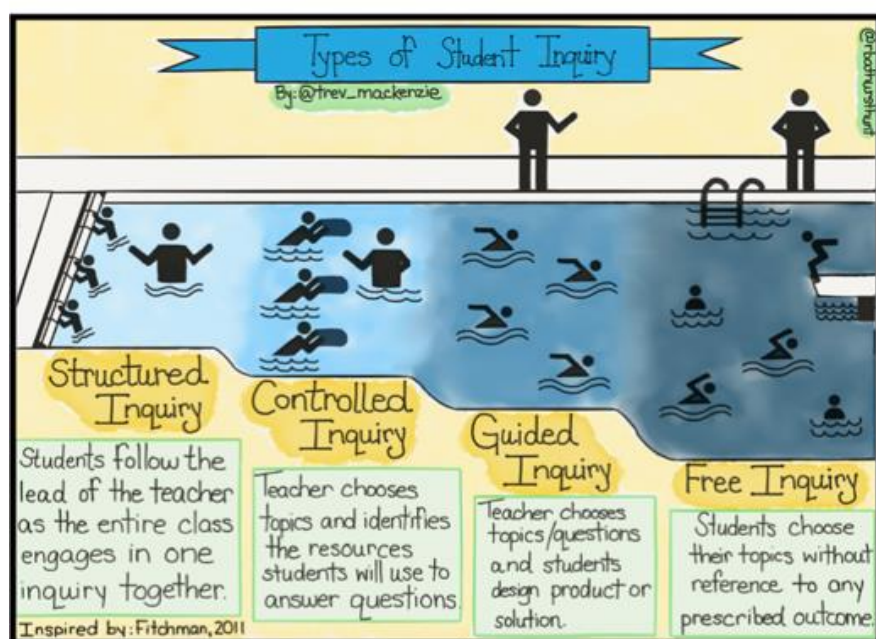 Types of Student Inquiry
By:@trev_mackenzie
@rbathursthunt
Structured
Inquiry
Students follow the
lead of the teacher
as the entire class
engages in one
inquiry together.
Controlled
Inquiry
Teacher chooses
topics and identifies
the resources
students will use to
answer questions.
Guided
Inquiry
Teacher chooses
topics/questions
and students
design product or
solution.
Free Inquiry
Students choose
their topics without
reference to any
prescribed outcome.
Inspired by:Fitchman,2011